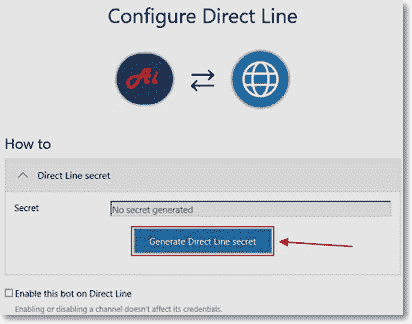 Configure Direct Line
Ai
How to
Direct Line secret
Secret
No secret generated
Generate Direct Line secret
Enable this bot on Direct Line
Enabling or disabling a channel doesn't affect its credentials.